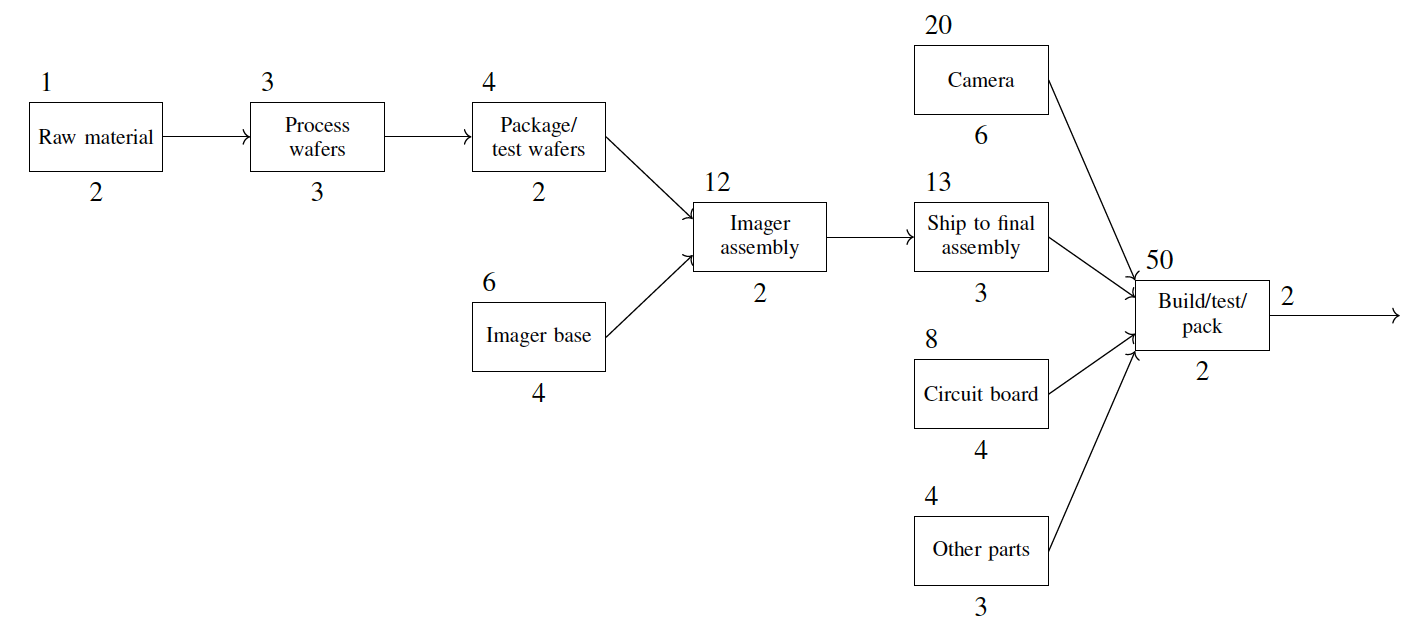 20
Camera
6
1
Raw material
2
3
Process
wafers
3
4
Package/
test wafers
2
12
Imager
assembly
2
13
Ship to final
assembly
3
6
Imager base
4
50
Build/test/
pack
2
2
8
Circuit board
4
4
Other parts
3